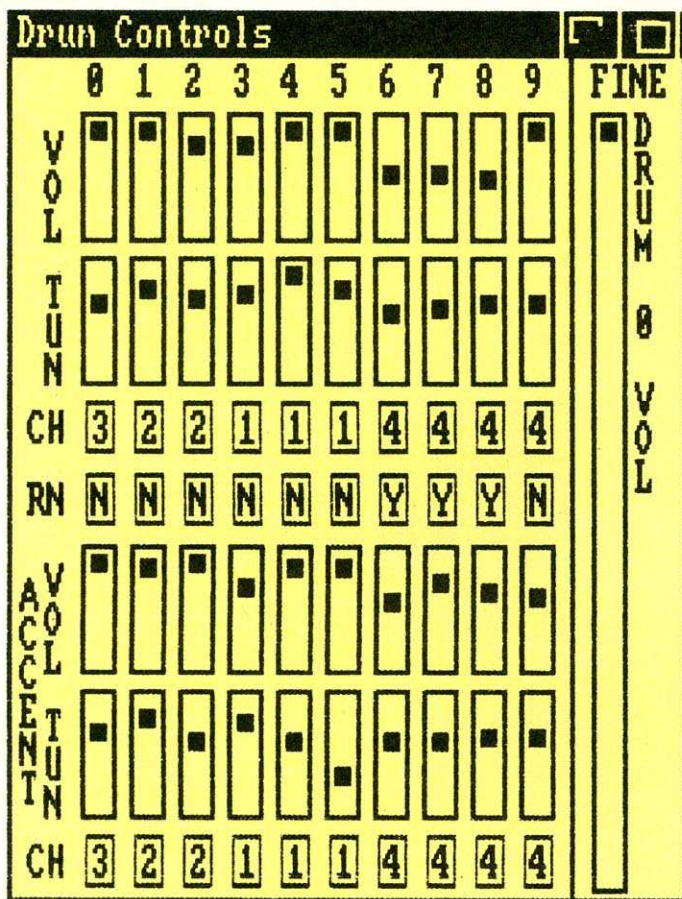 Drum Controls
0 1 2 3 4 5 6 7 8 9 FINE
VOL
TUN
CH 3 2 2 1 1 1 4 4 4 4
RN N N N N N N Y Y Y N
ACCENT
VOL
TUN
CH 3 2 2 1 1 1 4 4 4 4
DRUM 0 VOL